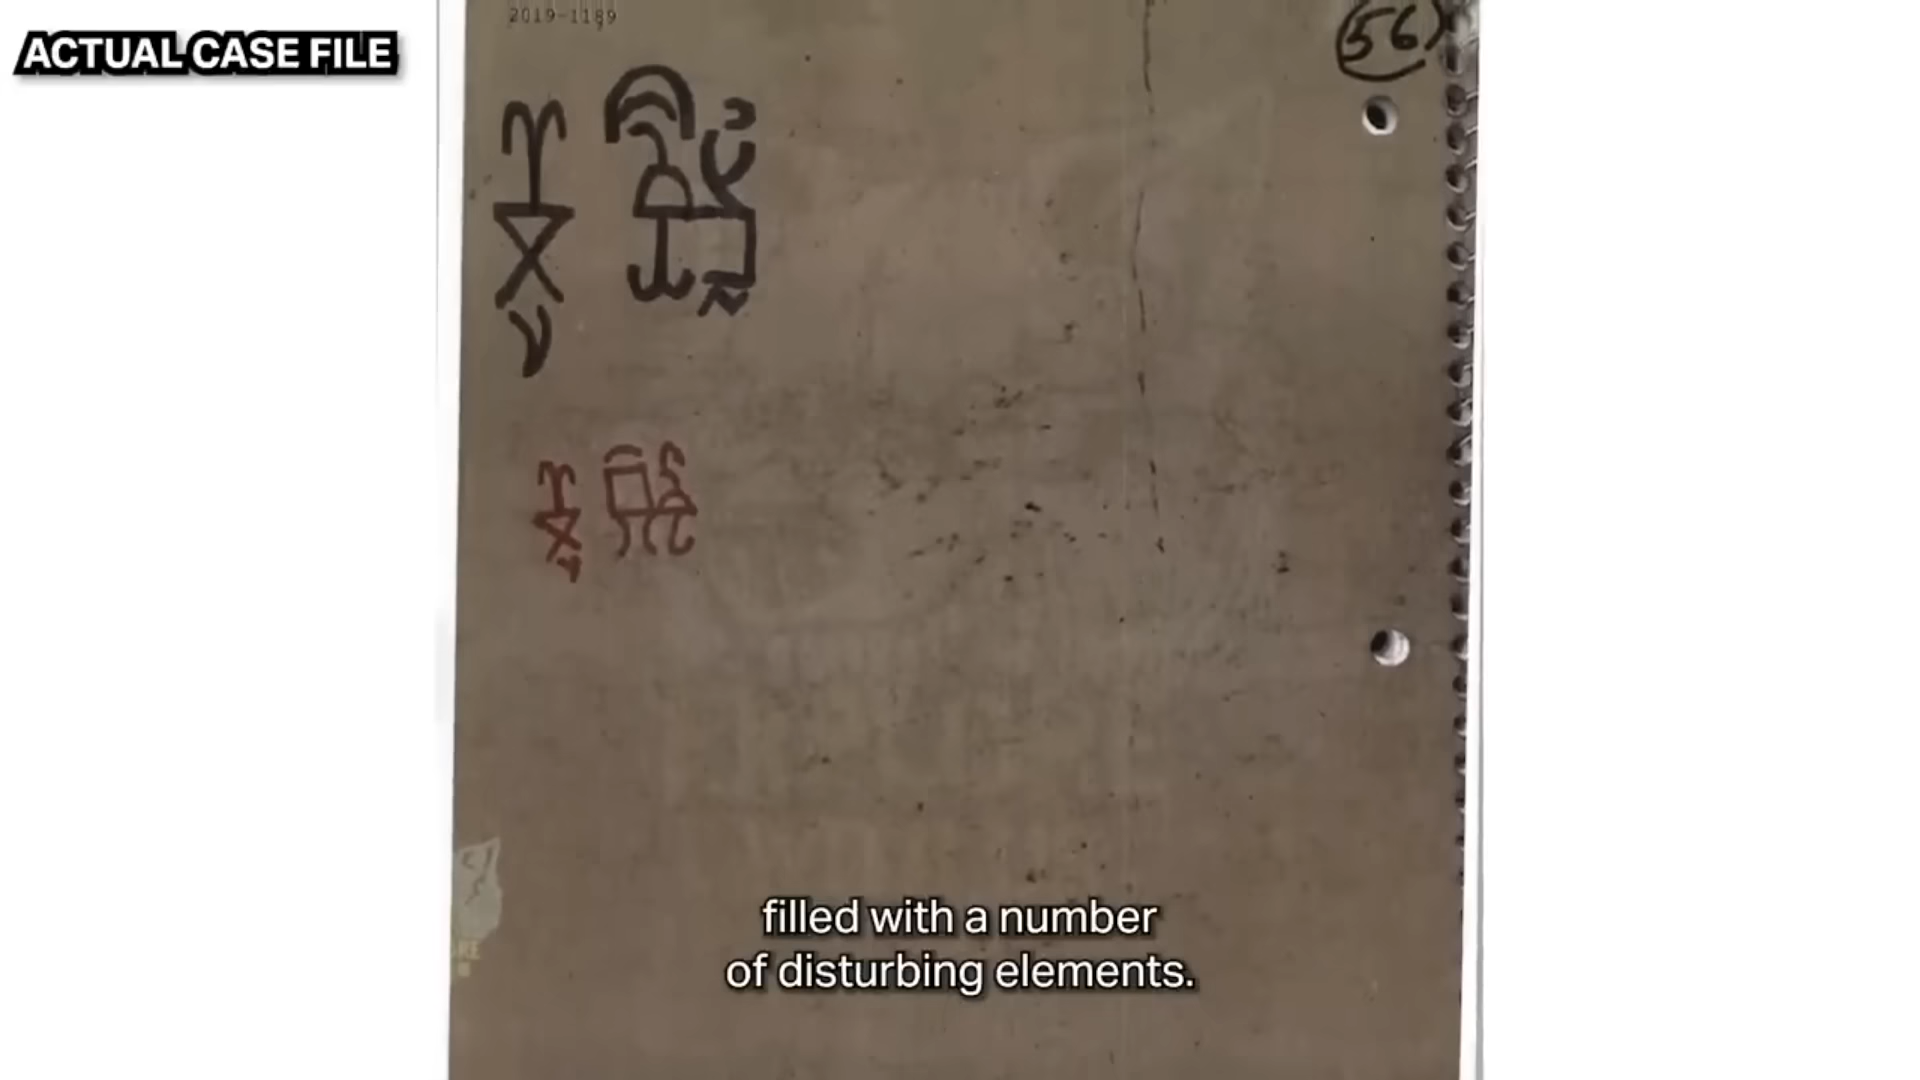 2019-1189
56
ACTUAL CASE FILE
filled with a number
of disturbing elements.